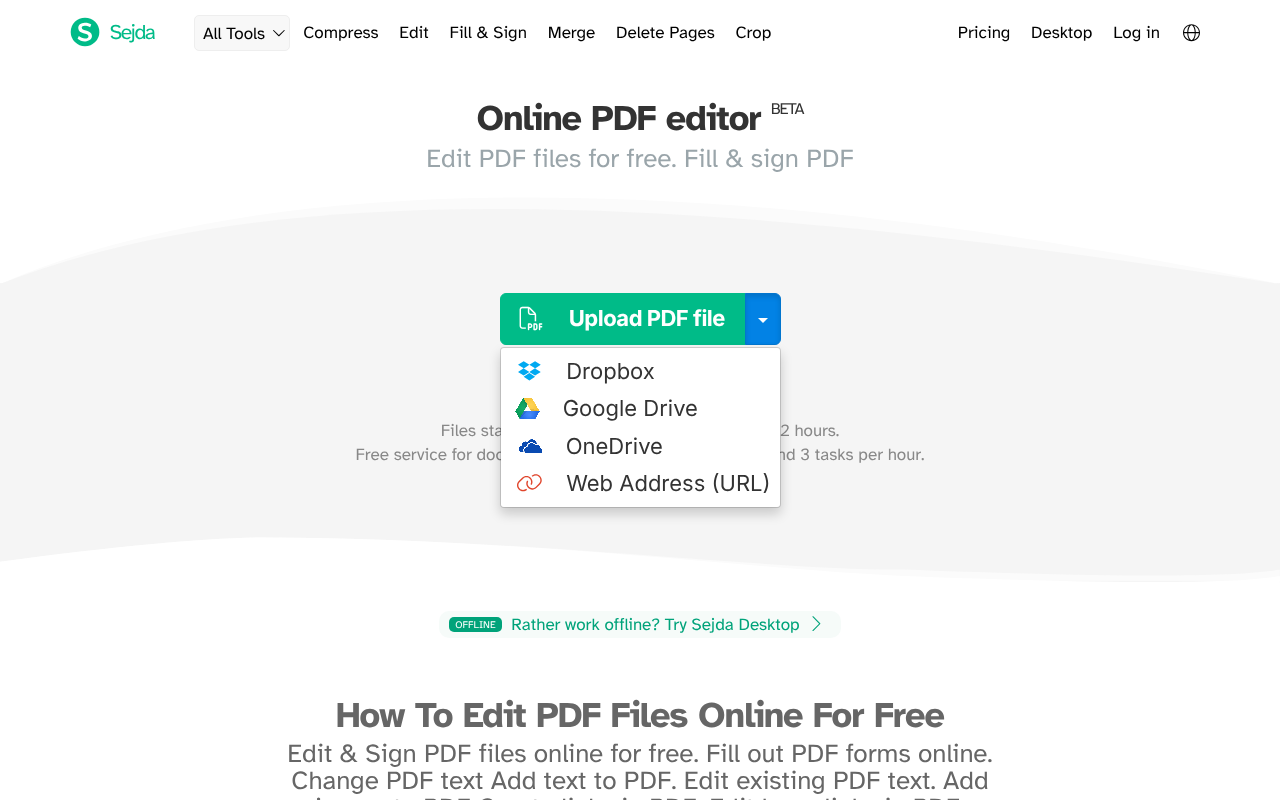 Sejda All Tools Compress Edit Fill & Sign Merge Delete Pages Crop Pricing Desktop Log in
Online PDF editor BETA
Edit PDF files for free. Fill & sign PDF
PDF Upload PDF file
Dropbox
Google Drive
Files 2 hours.
OneDrive
Free service for 3 tasks per hour.
Web Address (URL)
OFFLINE Rather work offline? Try Sejda Desktop
How To Edit PDF Files Online For Free
Edit & Sign PDF files online for free. Fill out PDF forms online.
Change PDF text Add text to PDF. Edit existing PDF text. Add